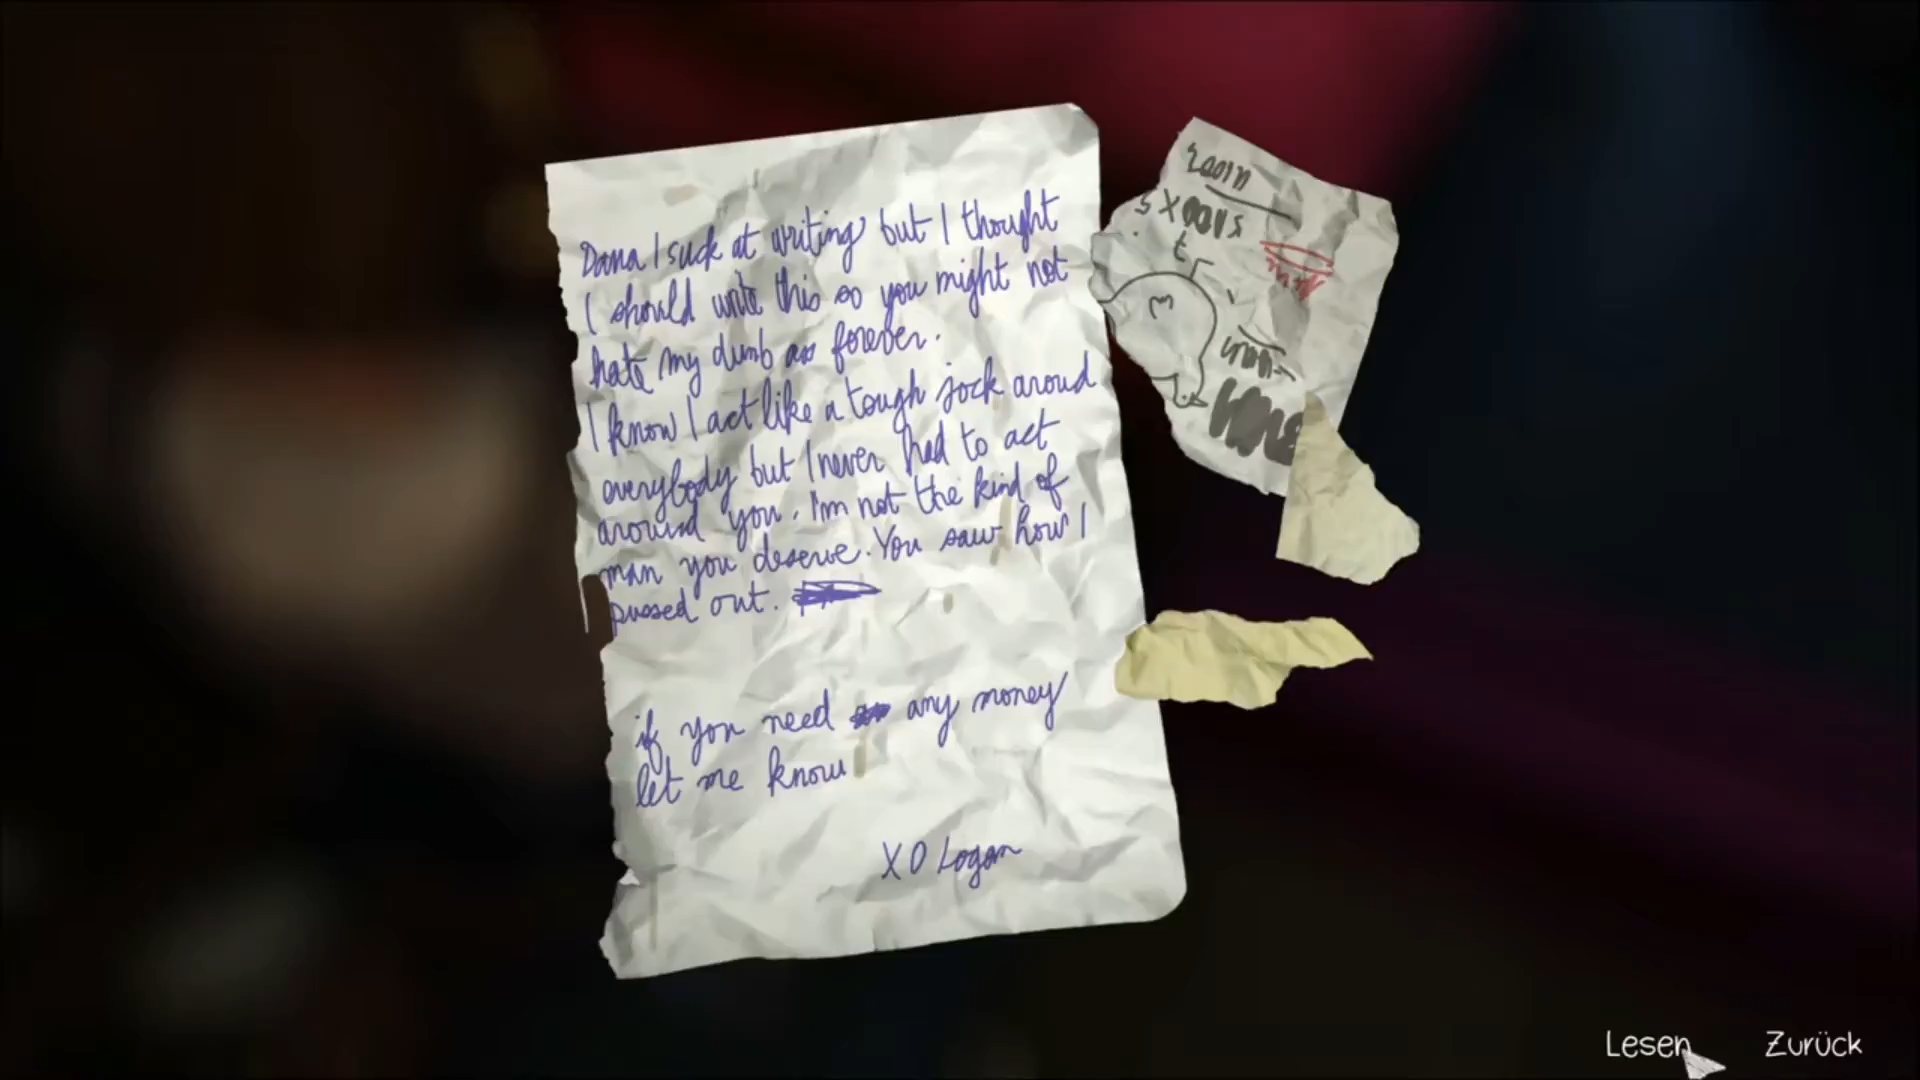 Dana I suck at writing but I thought
I should write this so you might not
hate my dumb ass forever.
I know I act like a tough jock aroud
everybody but I never had to act
around you. I'm not the kind of
man you deserve. You saw how I
pussed out.
if you need any money
let me know
XO Logan
Lesen
Zurück